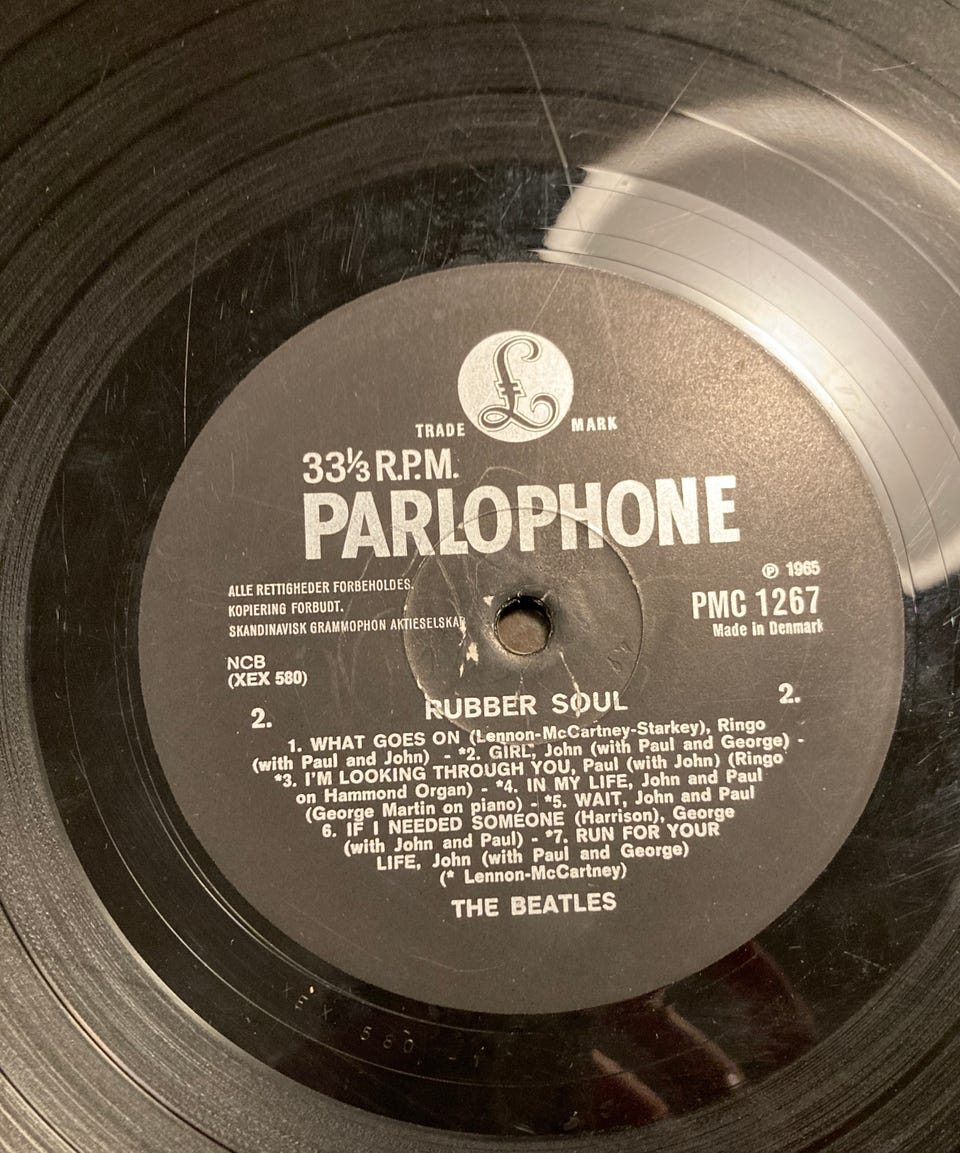 £
TRADE MARK
33⅓ R.P.M.
PARLOPHONE
ALLE RETTIGHEDER FORBEHOLDES.
KOPIERING FORBUDT.
SKANDINAVISK GRAMMOPHON AKTIESELSKAB
℗ 1965
PMC 1267
Made in Denmark
NCB
(XEX 580)
2. 2.
RUBBER SOUL
1. WHAT GOES ON (Lennon-McCartney-Starkey), Ringo
(with Paul and John) - *2. GIRL, John (with Paul and George) -
*3. I'M LOOKING THROUGH YOU, Paul (with John) (Ringo
on Hammond Organ) - *4. IN MY LIFE, John and Paul
(George Martin on piano) - *5. WAIT, John and Paul
6. IF I NEEDED SOMEONE (Harrison), George
(with John and Paul) - *7. RUN FOR YOUR
LIFE, John (with Paul and George)
(* Lennon-McCartney)
THE BEATLES
XEX 580